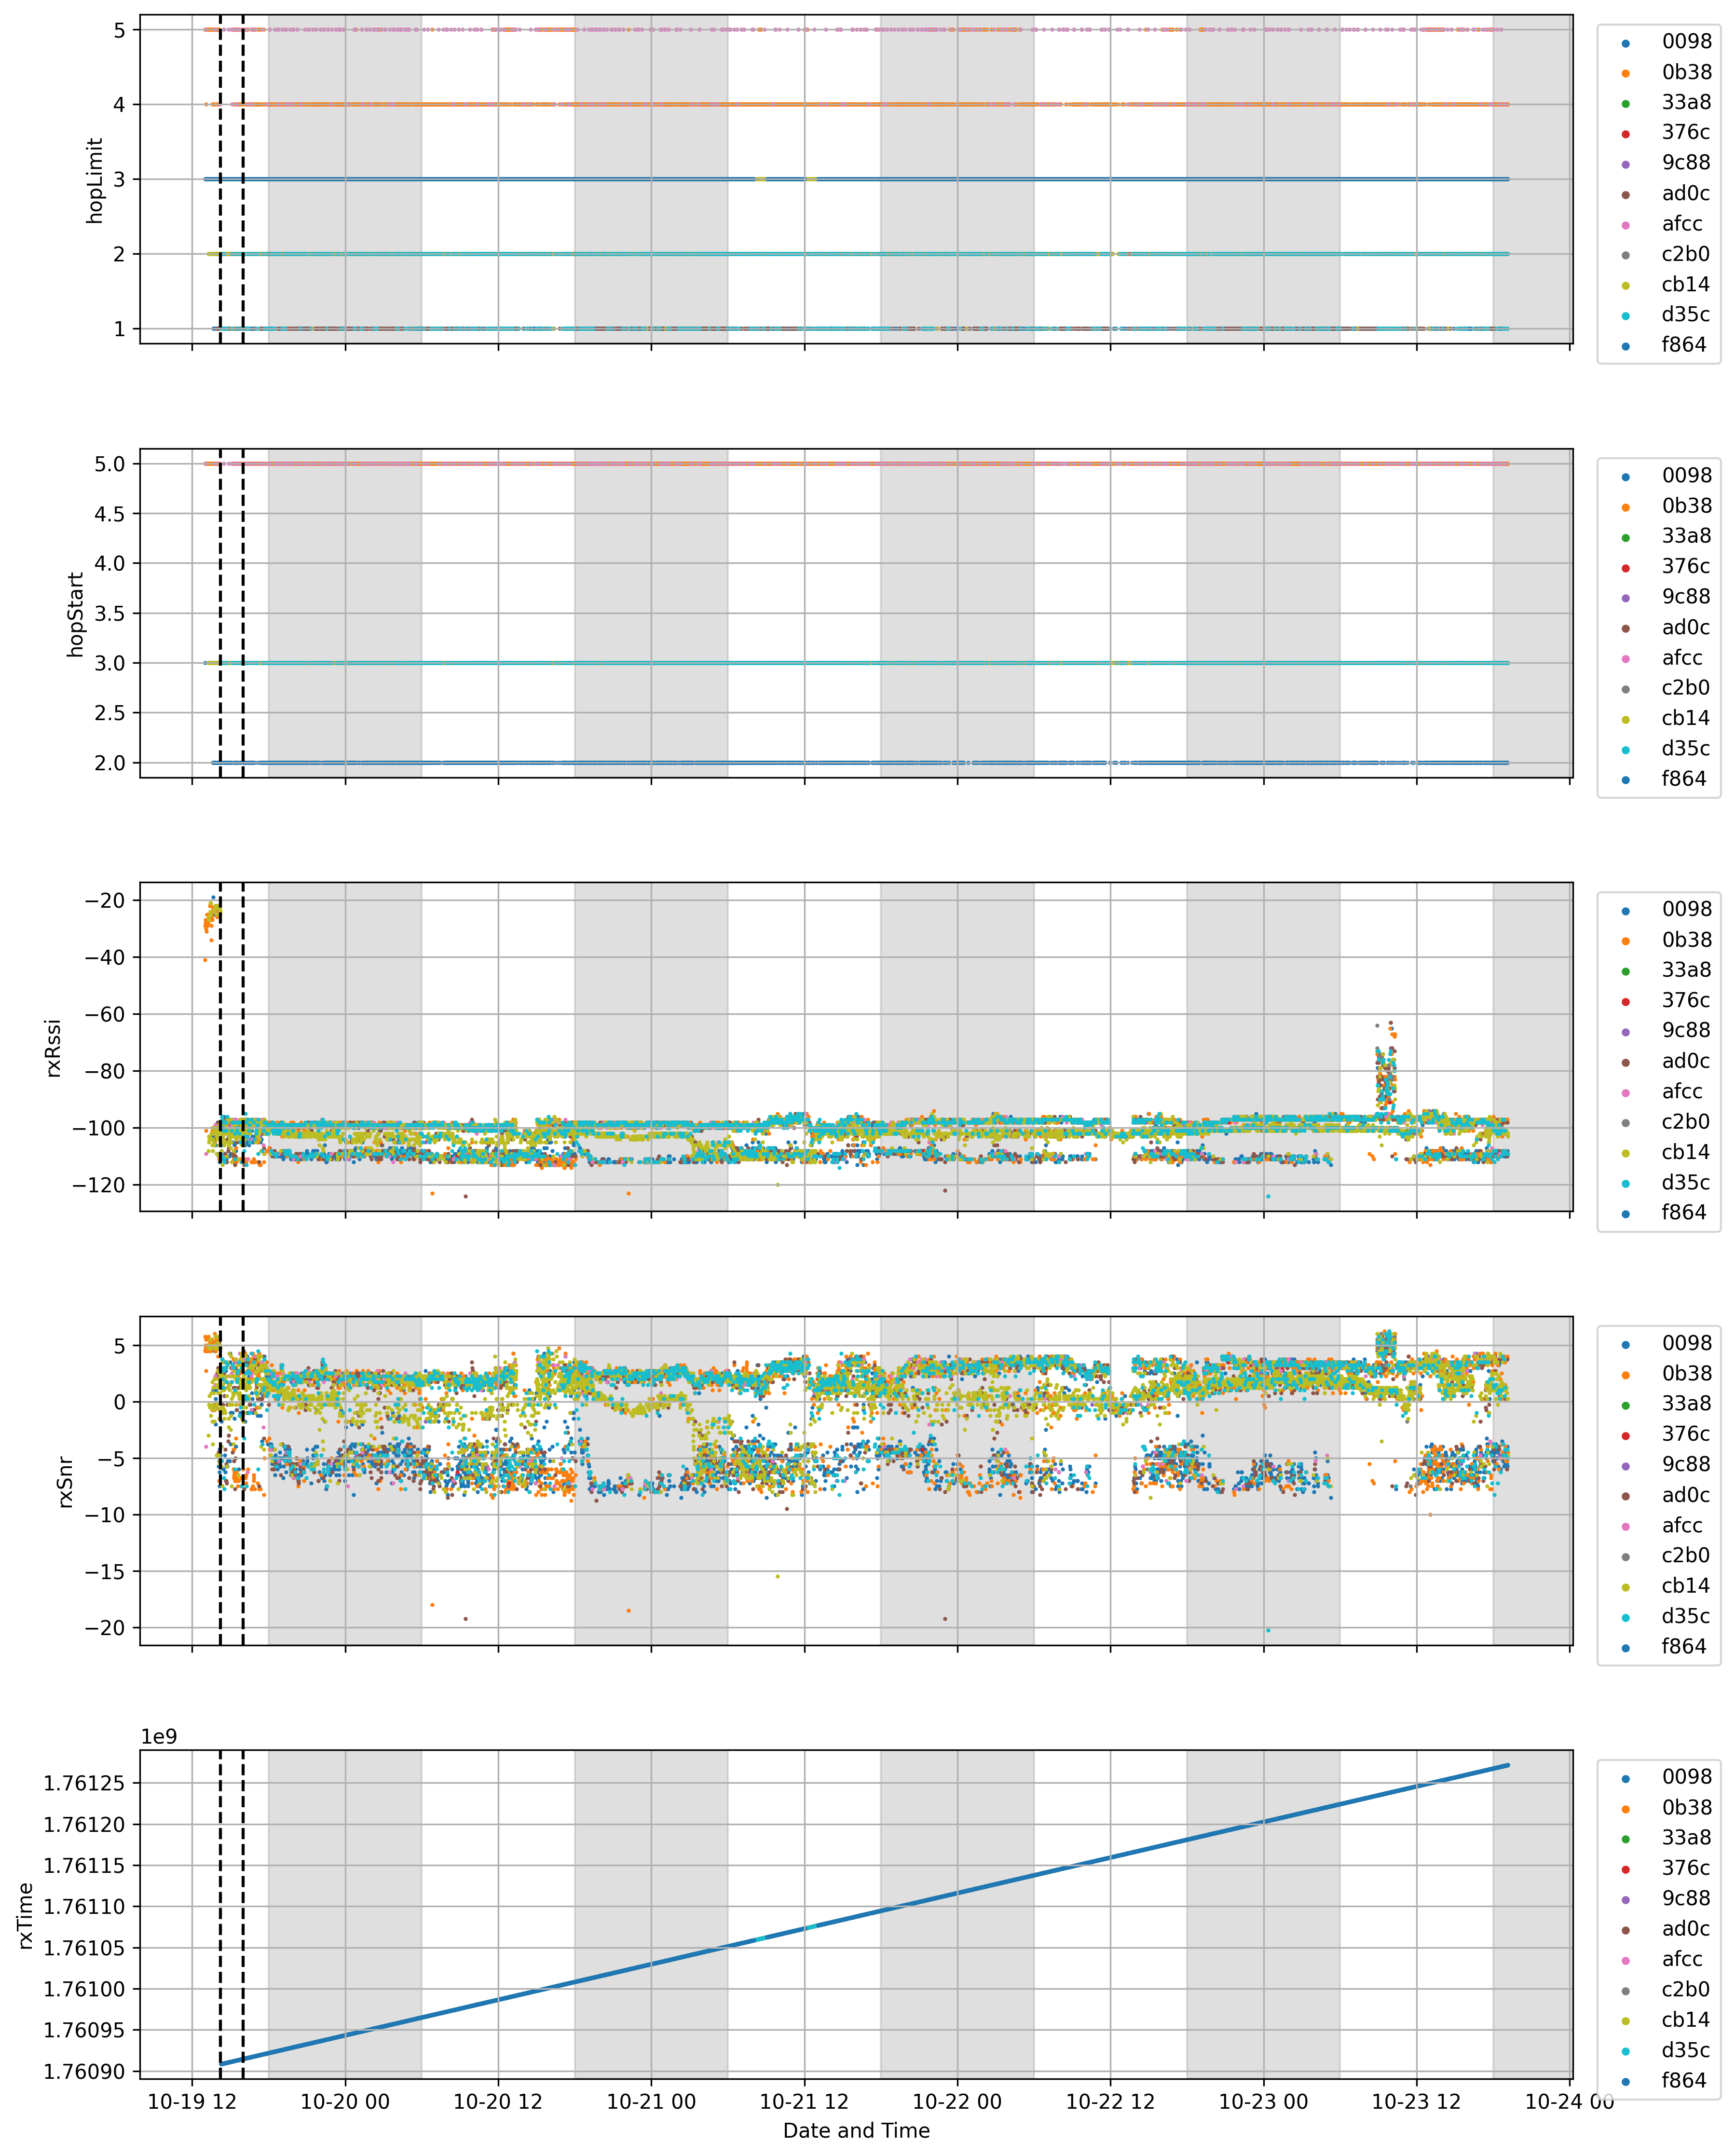 5
4
3
2
1
hopLimit
0098
0b38
33a8
376c
9c88
ad0c
afcc
c2b0
cb14
d35c
f864
5.0
4.5
4.0
3.5
3.0
2.5
2.0
hopStart
0098
0b38
33a8
376c
9c88
ad0c
afcc
c2b0
cb14
d35c
f864
−20
−40
−60
−80
−100
−120
rxRssi
0098
0b38
33a8
376c
9c88
ad0c
afcc
c2b0
cb14
d35c
f864
5
0
−5
−10
−15
−20
rxSnr
0098
0b38
33a8
376c
9c88
ad0c
afcc
c2b0
cb14
d35c
f864
1e9
1.76125
1.76120
1.76115
1.76110
1.76105
1.76100
1.76095
1.76090
rxTime
0098
0b38
33a8
376c
9c88
ad0c
afcc
c2b0
cb14
d35c
f864
10-19 12 10-20 00 10-20 12 10-21 00 10-21 12 10-22 00 10-22 12 10-23 00 10-23 12 10-24 00
Date and Time